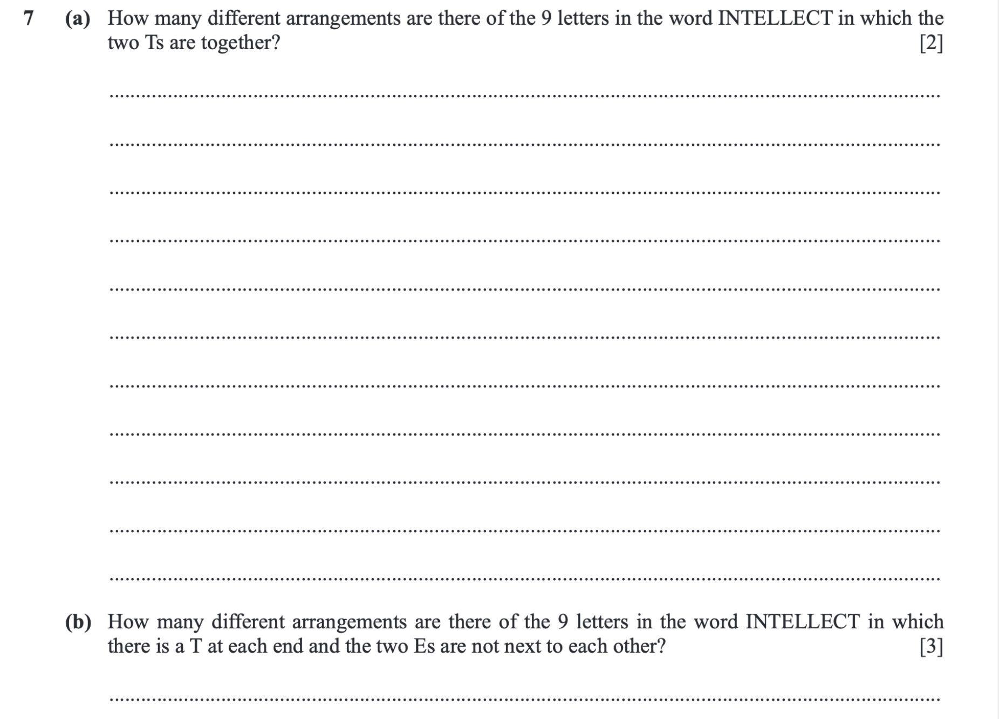 7 (a) How many different arrangements are there of the 9 letters in the word INTELLECT in which the
two Ts are together? [2]
(b) How many different arrangements are there of the 9 letters in the word INTELLECT in which
there is a T at each end and the two Es are not next to each other? [3]